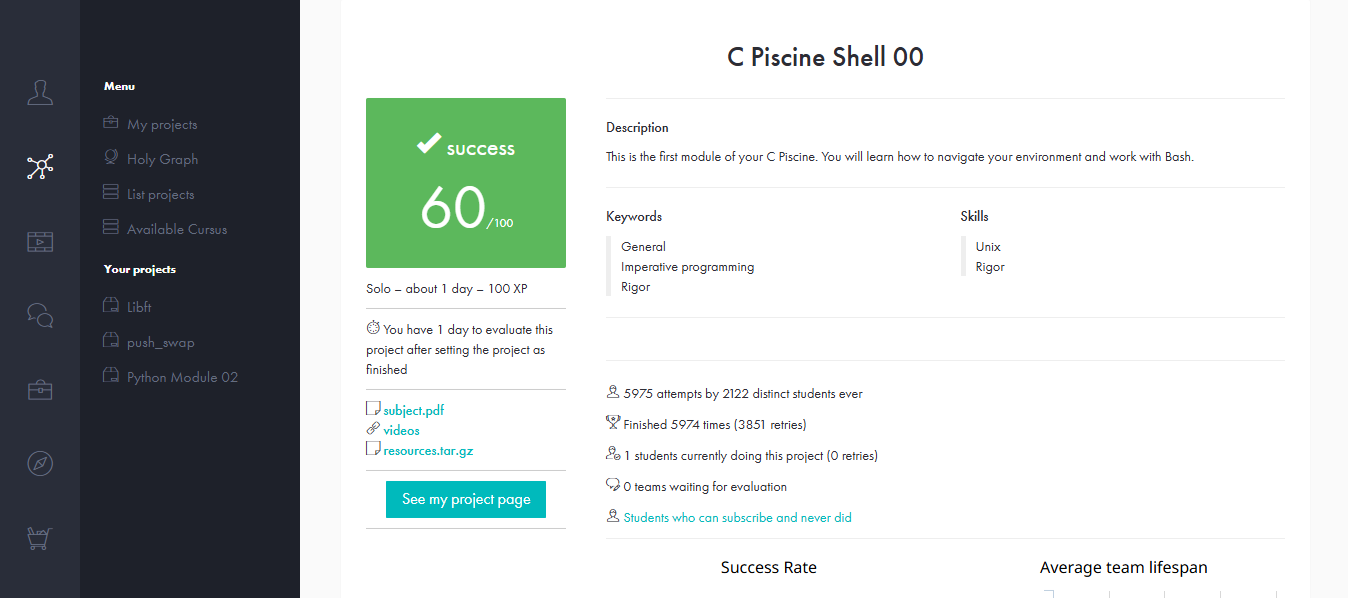 C Piscine Shell 00
Menu
My projects
Holy Graph
List projects
Available Cursus
Your projects
Libft
push_swap
Python Module 02
success
60/100
Solo – about 1 day – 100 XP
You have 1 day to evaluate this
project after setting the project as
finished
subject.pdf
videos
resources.tar.gz
See my project page
Description
This is the first module of your C Piscine. You will learn how to navigate your environment and work with Bash.
Keywords
General
Imperative programming
Rigor
Skills
Unix
Rigor
5975 attempts by 2122 distinct students ever
Finished 5974 times (3851 retries)
1 students currently doing this project (0 retries)
0 teams waiting for evaluation
Students who can subscribe and never did
Success Rate
Average team lifespan